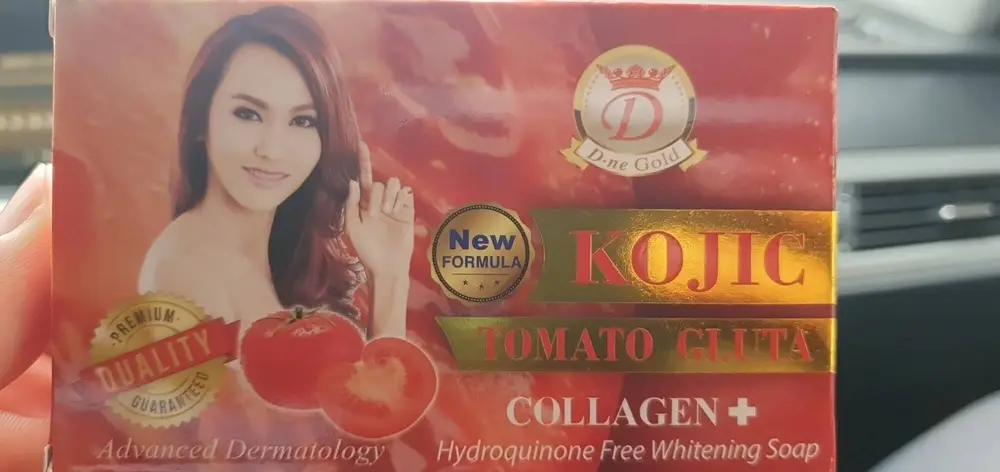 D
D-ne Gold
New
FORMULA
KOJIC
TOMATO GLUTA
PREMIUM
QUALITY
GUARANTEED
COLLAGEN +
Advanced Dermatology
Hydroquinone Free Whitening Soap